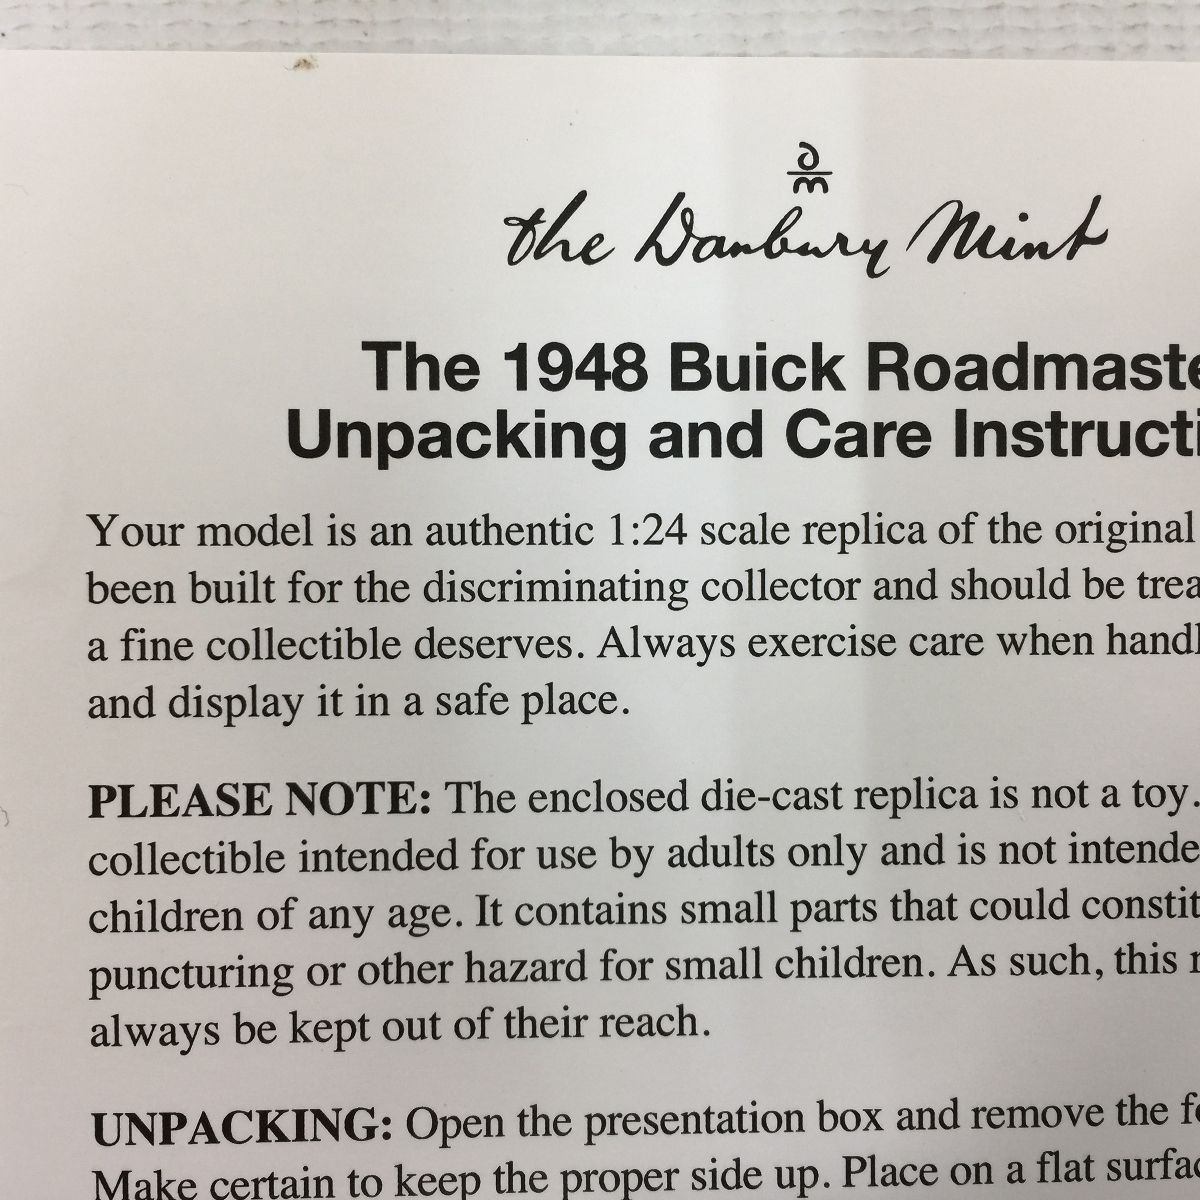 dm
the Danbury Mint
The 1948 Buick Roadmaste
Unpacking and Care Instructi
Your model is an authentic 1:24 scale replica of the original
been built for the discriminating collector and should be trea
a fine collectible deserves. Always exercise care when handl
and display it in a safe place.
PLEASE NOTE: The enclosed die-cast replica is not a toy.
collectible intended for use by adults only and is not intende
children of any age. It contains small parts that could constit
puncturing or other hazard for small children. As such, this
always be kept out of their reach.
UNPACKING: Open the presentation box and remove the
Make certain to keep the proper side up. Place on a flat surfac